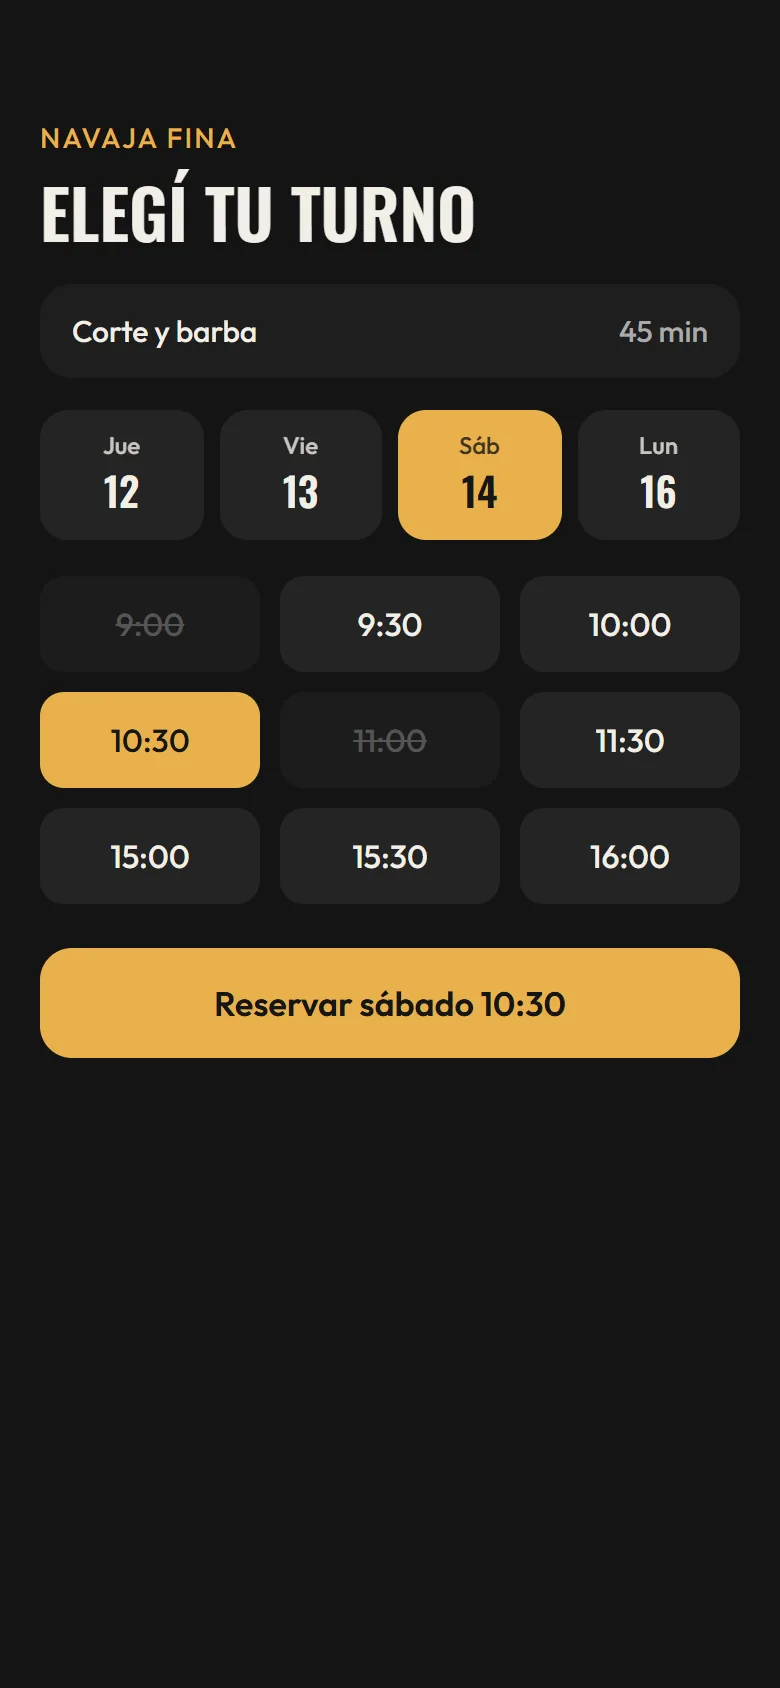 NAVAJA FINA
ELEGÍ TU TURNO
Corte y barba 45 min
Jue Vie Sáb Lun
12 13 14 16
9:00 9:30 10:00
10:30 11:00 11:30
15:00 15:30 16:00
Reservar sábado 10:30